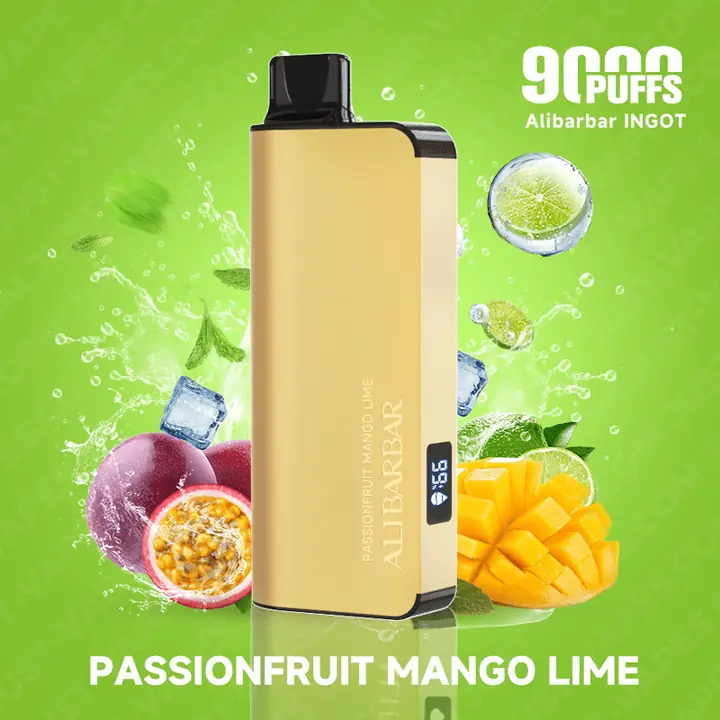 9000
PUFFS
Alibarbar INGOT
PASSIONFRUIT MANGO LIME
ALIBARBAR
99%
PASSIONFRUIT MANGO LIME